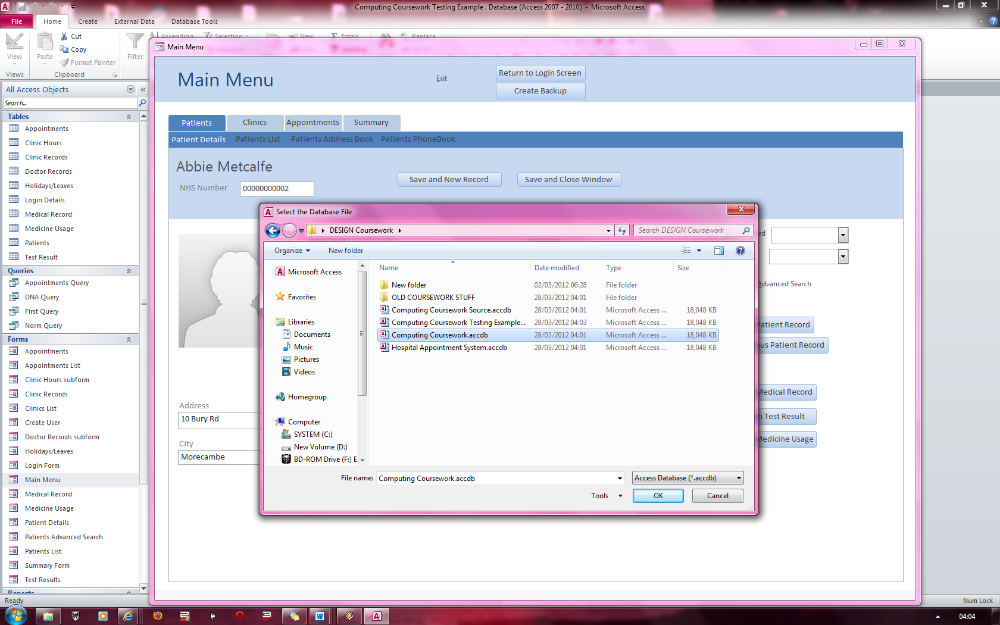 Computing Coursework Testing Example : Database (Access 2007 - 2010) - Microsoft Access
File Home Create External Data Database Tools
View
Views
Paste
Cut
Copy
Format Painter
Clipboard
Filter
Ascending Selection New Totals Replace
Main Menu
Main Menu
Exit
Return to Login Screen
Create Backup
Patients Clinics Appointments Summary
Patient Details Patients List Patients Address Book Patients PhoneBook
Abbie Metcalfe
NHS Number 00000000002
Save and New Record Save and Close Window
Advanced Search
Patient Record
Patient Record
Medical Record
Test Result
Medicine Usage
Address
10 Bury Rd
City
Morecambe
All Access Objects
Search...
Tables
Appointments
Clinic Hours
Clinic Records
Doctor Records
Holidays/Leaves
Login Details
Medical Record
Medicine Usage
Patients
Test Result
Queries
Appointments Query
DNA Query
First Query
Norm Query
Forms
Appointments
Appointments List
Clinic Hours subform
Clinic Records
Clinics List
Create User
Doctor Records subform
Holidays/Leaves
Login Form
Main Menu
Medical Record
Medicine Usage
Patient Details
Patients Advanced Search
Patients List
Summary Form
Test Results
Reports
Select the Database File
DESIGN Coursework
Search DESIGN Coursework
Organize New folder
Microsoft Access
Favorites
Libraries
Documents
Music
Pictures
Videos
Homegroup
Computer
SYSTEM (C:)
New Volume (D:)
BD-ROM Drive (F:) E
Name Date modified Type Size
New folder 02/03/2012 06:28 File folder
OLD COURSEWORK STUFF 28/03/2012 04:01 File folder
Computing Coursework Source.accdb 28/03/2012 04:01 Microsoft Access ... 18,048 KB
Computing Coursework Testing Example... 28/03/2012 04:03 Microsoft Access ... 18,048 KB
Computing Coursework.accdb 28/03/2012 04:01 Microsoft Access ... 18,048 KB
Hospital Appointment System.accdb 28/03/2012 04:01 Microsoft Access ... 18,048 KB
File name: Computing Coursework.accdb
Access Database (*.accdb)
Tools OK Cancel
Ready
Num Lock
04:04